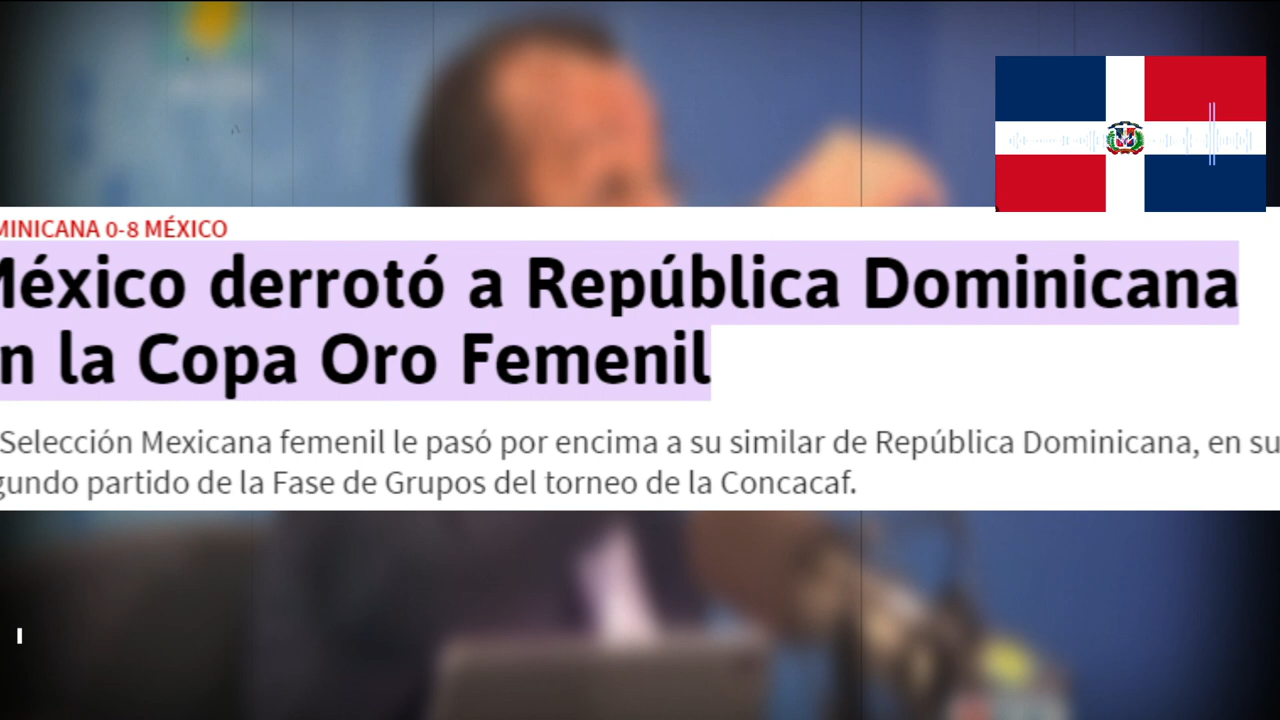 MINICANA 0-8 MÉXICO
México derrotó a República Dominicana
n la Copa Oro Femenil
Selección Mexicana femenil le pasó por encima a su similar de República Dominicana, en su
gundo partido de la Fase de Grupos del torneo de la Concacaf.